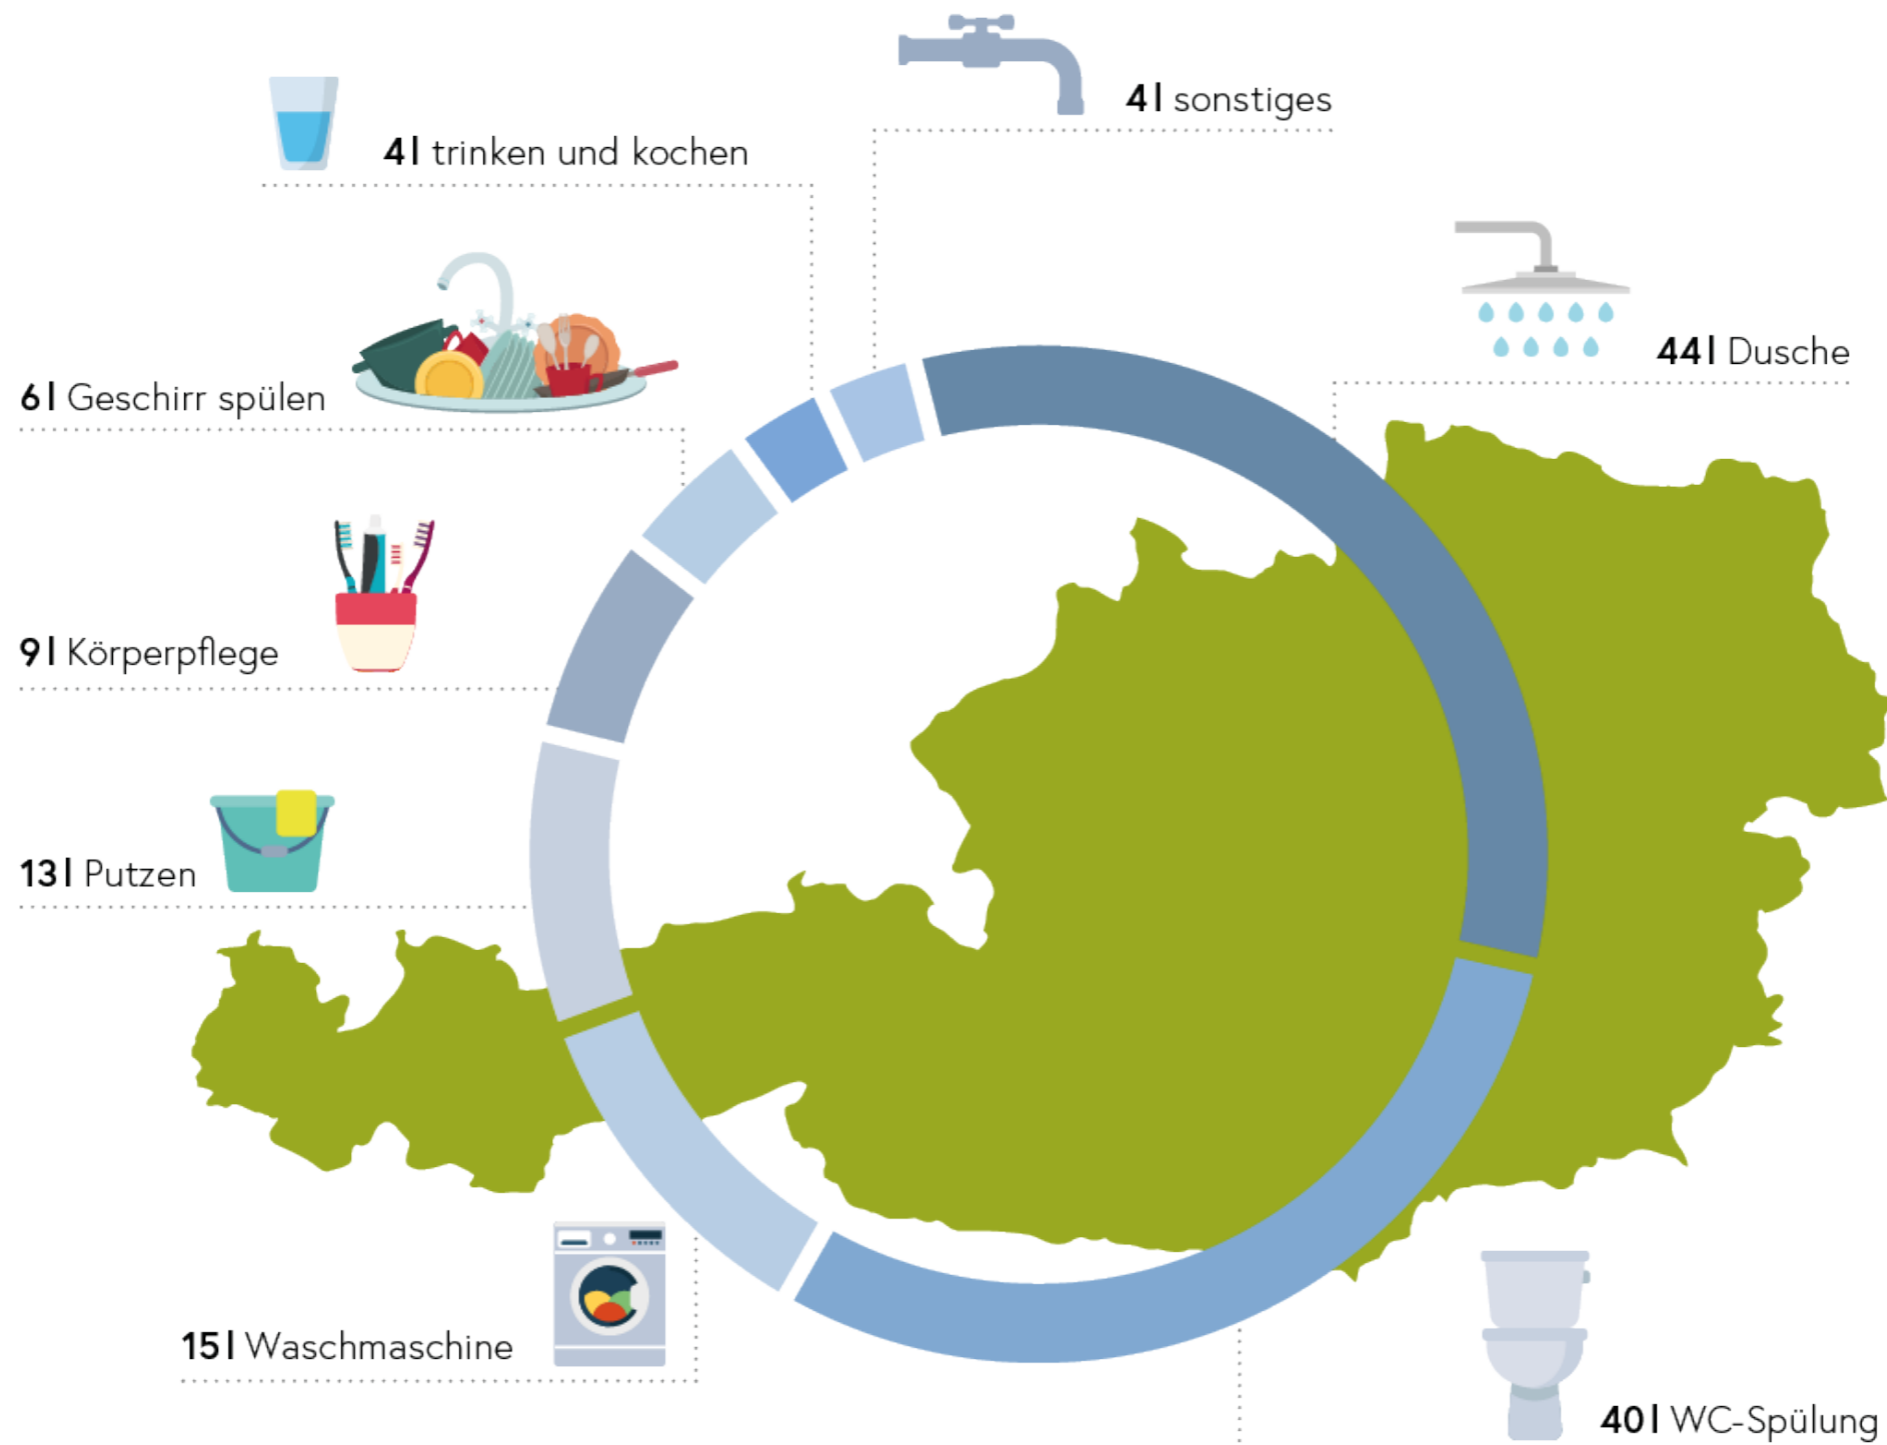 4 l sonstiges
4 l trinken und kochen
44 l Dusche
6 l Geschirr spülen
9 l Körperpflege
13 l Putzen
15 l Waschmaschine
40 l WC-Spülung